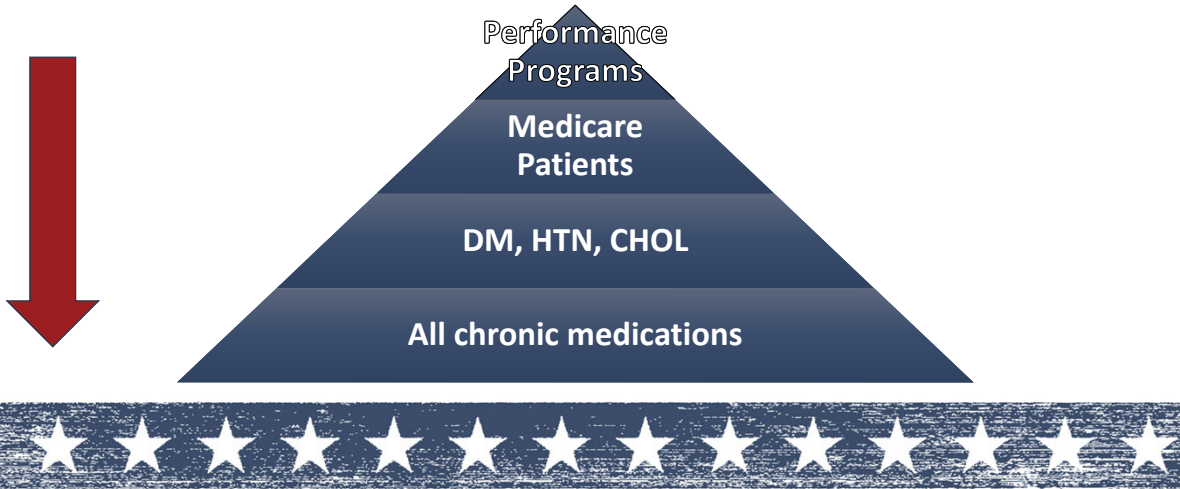 Performance
Programs
Medicare
Patients
DM, HTN, CHOL
All chronic medications